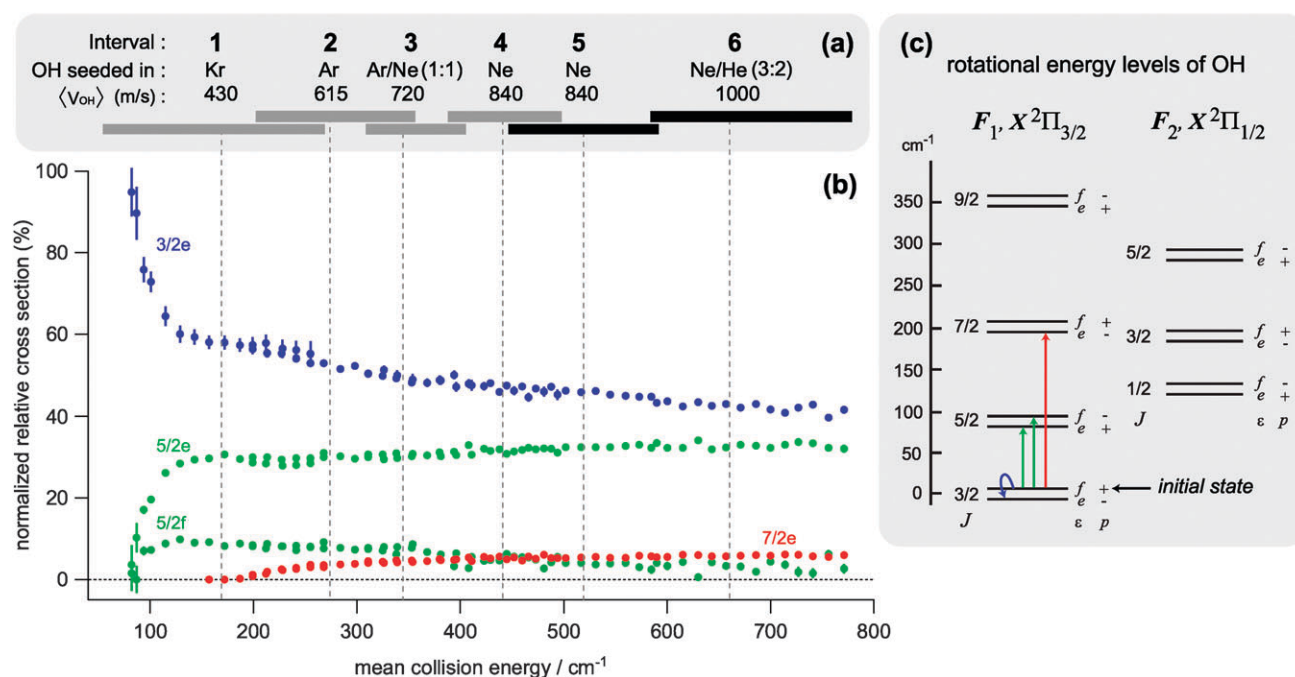 Interval : 1 2 3 4 5 6 (a)
OH seeded in : Kr Ar Ar/Ne (1:1) Ne Ne Ne/He (3:2)
⟨V_OH⟩ (m/s) : 430 615 720 840 840 1000
(b)
normalized relative cross section (%)
100
80
60
40
20
0
3/2e
5/2e
5/2f
7/2e
100 200 300 400 500 600 700 800
mean collision energy / cm⁻¹
(c)
rotational energy levels of OH
F₁, X²Π₃/₂ F₂, X²Π₁/₂
cm⁻¹
350
300
250
200
150
100
50
0
9/2 f -
e +
5/2 f -
e +
7/2 f +
e -
3/2 f +
e -
1/2 f -
e +
J ε p
5/2 f -
e +
3/2 f + initial state
e -
J ε p